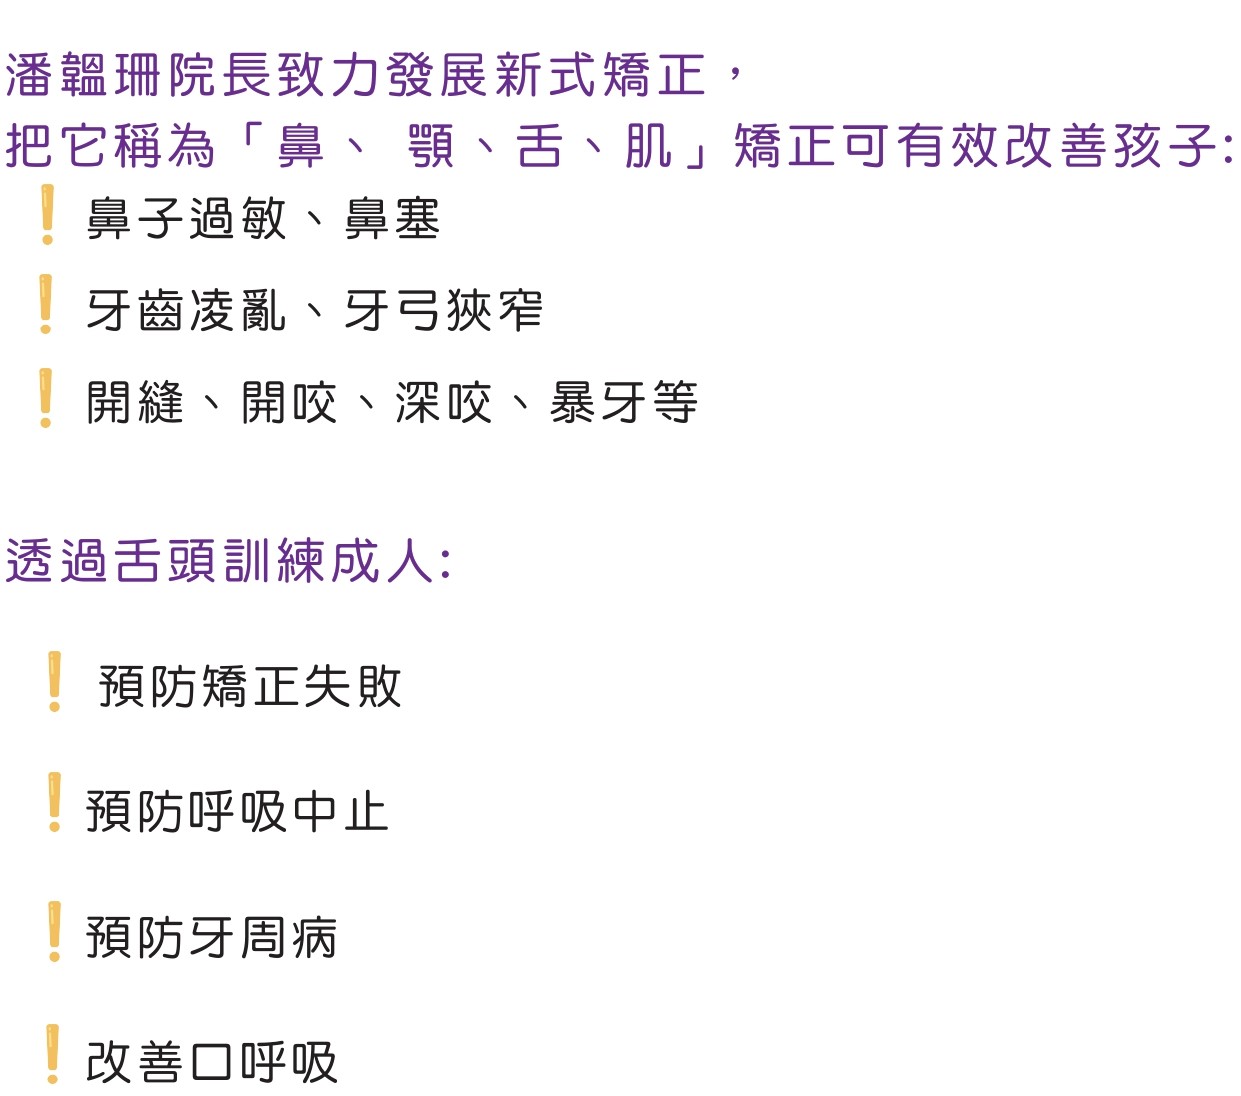 潘韞珊院長致力發展新式矯正，
把它稱為「鼻、 顎、舌、肌」矯正可有效改善孩子:
❗鼻子過敏、鼻塞
❗牙齒凌亂、牙弓狹窄
❗開縫、開咬、深咬、暴牙等
透過舌頭訓練成人:
❗預防矯正失敗
❗預防呼吸中止
❗預防牙周病
❗改善口呼吸